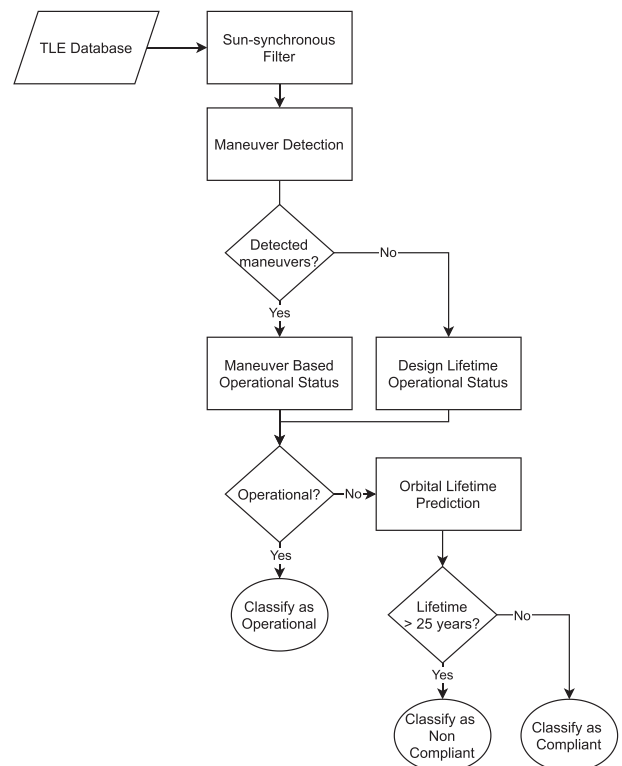 TLE Database
Sun-synchronous
Filter
Maneuver Detection
Detected
maneuvers?
No
Yes
Maneuver Based
Operational Status
Design Lifetime
Operational Status
Operational?
No
Orbital Lifetime
Prediction
Yes
Classify as
Operational
Lifetime
> 25 years?
No
Yes
Classify as
Non
Compliant
Classify as
Compliant